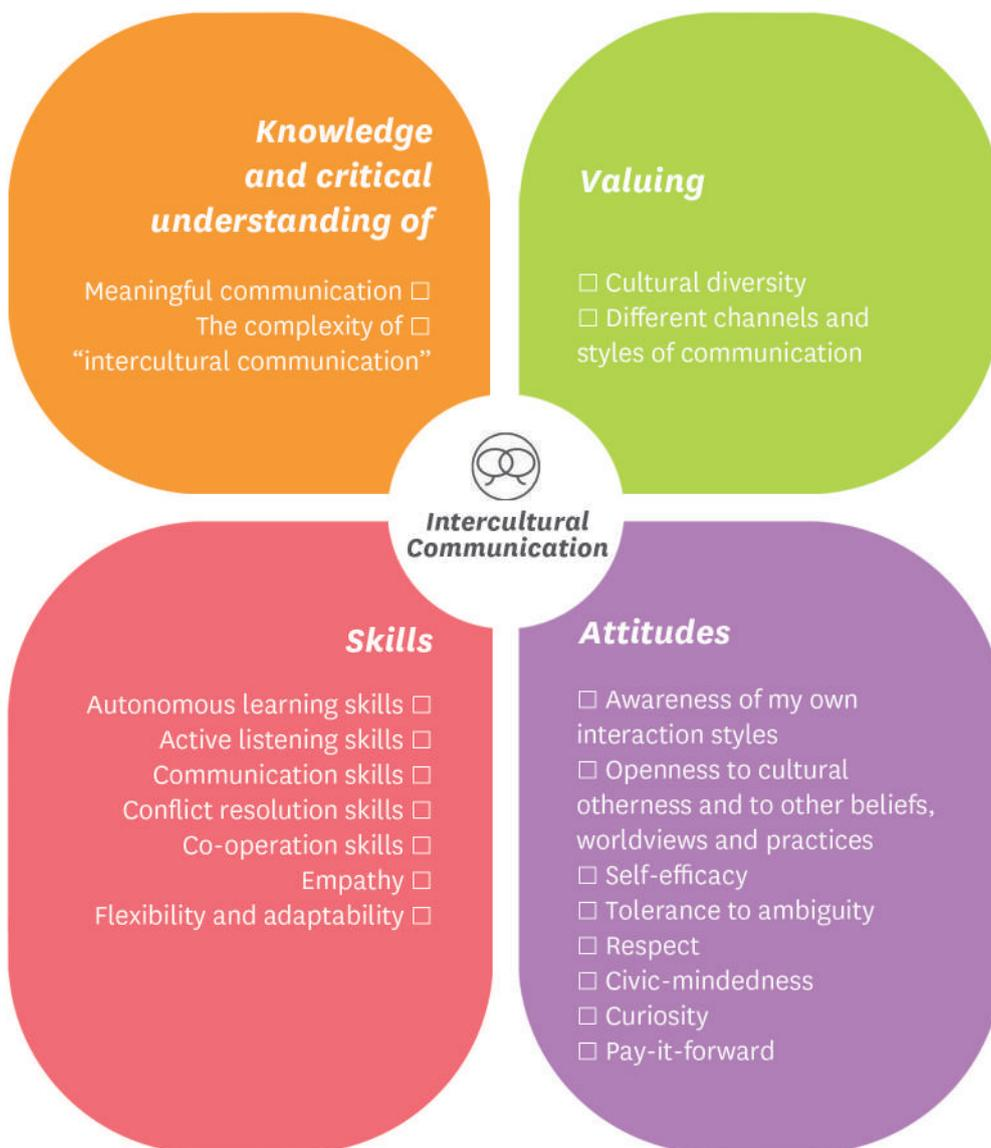 Knowledge
and critical
understanding of
Meaningful communication ☐
The complexity of ☐
“intercultural communication”
Valuing
☐ Cultural diversity
☐ Different channels and
styles of communication
Intercultural
Communication
Skills
Autonomous learning skills ☐
Active listening skills ☐
Communication skills ☐
Conflict resolution skills ☐
Co-operation skills ☐
Empathy ☐
Flexibility and adaptability ☐
Attitudes
☐ Awareness of my own
interaction styles
☐ Openness to cultural
otherness and to other beliefs,
worldviews and practices
☐ Self-efficacy
☐ Tolerance to ambiguity
☐ Respect
☐ Civic-mindedness
☐ Curiosity
☐ Pay-it-forward